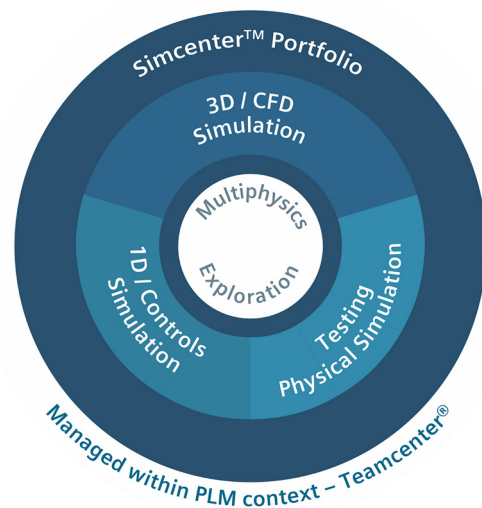 Simcenter™ Portfolio
3D / CFD
Simulation
Multiphysics
Exploration
1D / Controls
Simulation
Testing
Physical Simulation
Managed within PLM context – Teamcenter®